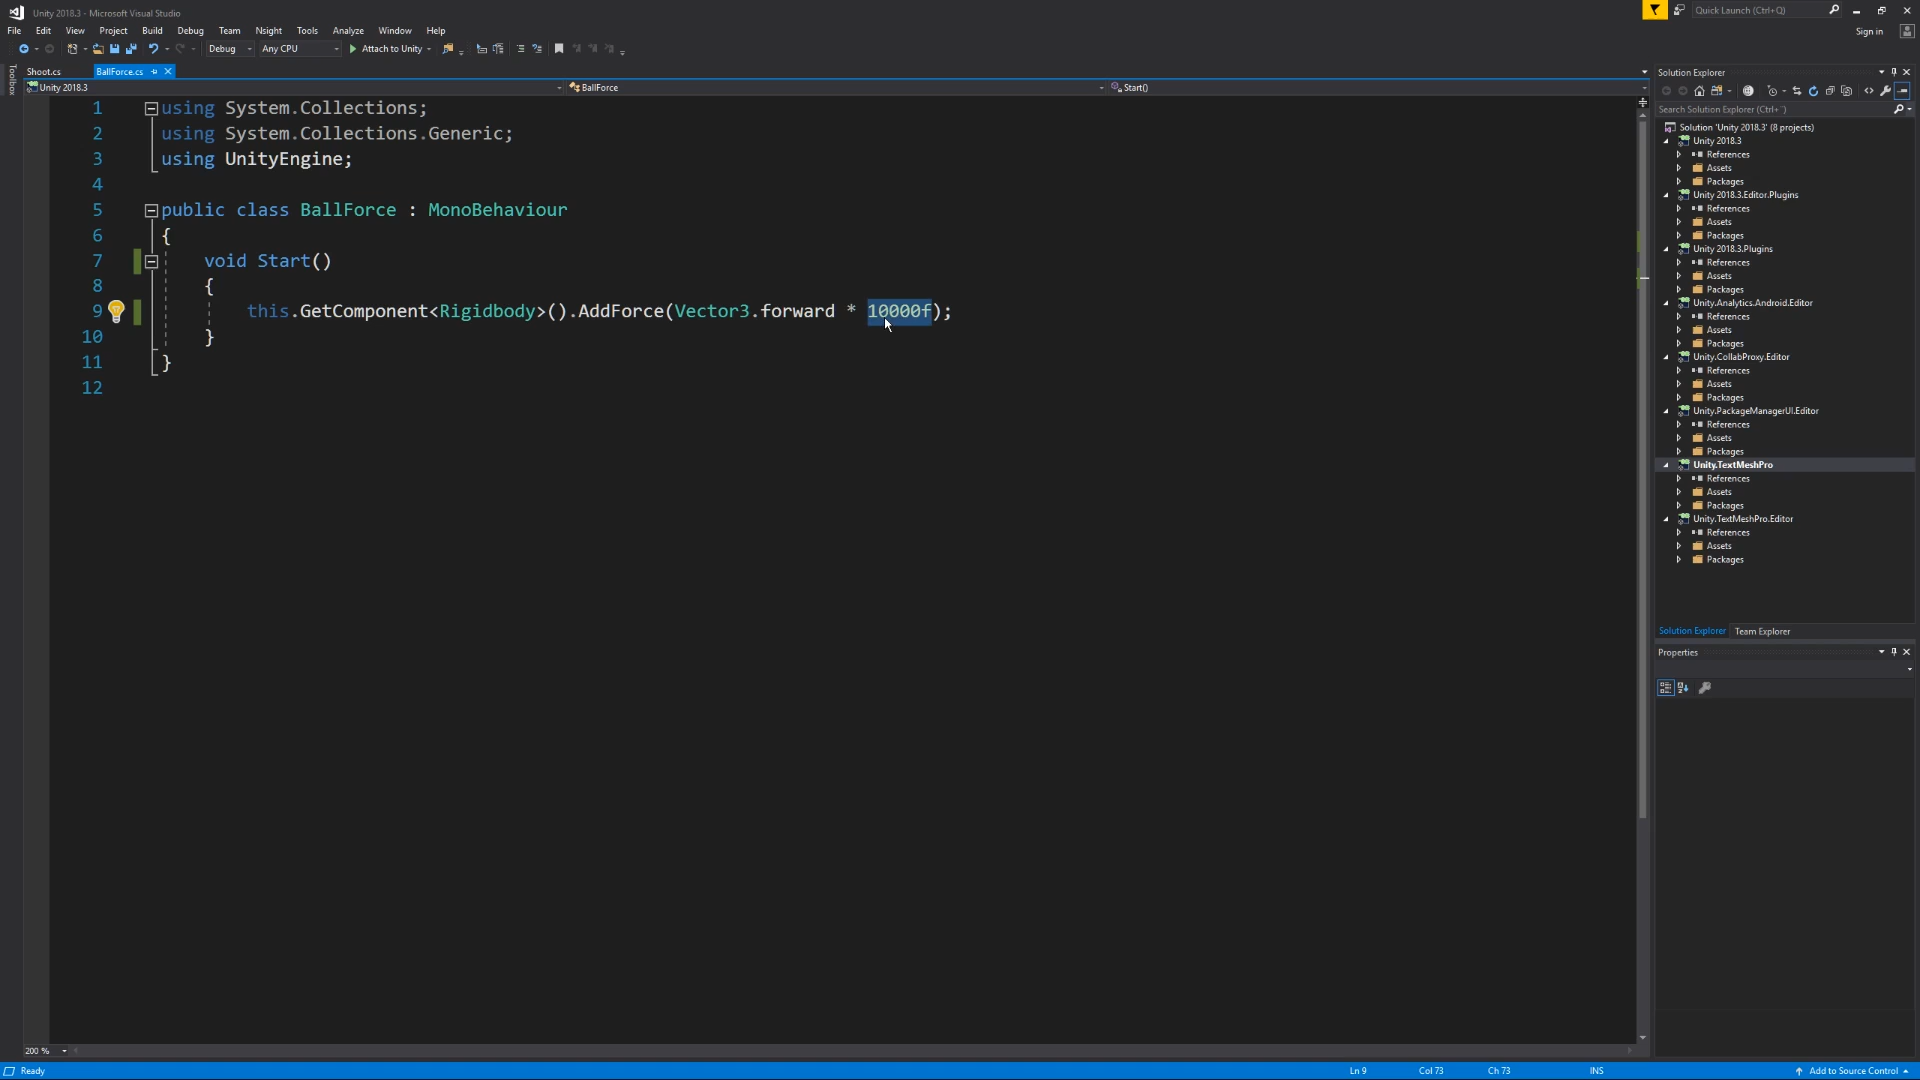 Unity 2018.3 - Microsoft Visual Studio
Quick Launch (Ctrl+Q)
File Edit View Project Build Debug Team Nsight Tools Analyze Window Help
Sign in
Debug Any CPU Attach to Unity
Toolbox
Shoot.cs BallForce.cs
Unity 2018.3 BallForce Start()
1 using System.Collections;
2 using System.Collections.Generic;
3 using UnityEngine;
4
5 public class BallForce : MonoBehaviour
6 {
7 void Start()
8 {
9 this.GetComponent<Rigidbody>().AddForce(Vector3.forward * 10000f);
10 }
11 }
12
Solution Explorer
Search Solution Explorer (Ctrl+¨)
Solution 'Unity 2018.3' (8 projects)
Unity 2018.3
References
Assets
Packages
Unity 2018.3.Editor.Plugins
References
Assets
Packages
Unity 2018.3.Plugins
References
Assets
Packages
Unity.Analytics.Android.Editor
References
Assets
Packages
Unity.CollabProxy.Editor
References
Assets
Packages
Unity.PackageManagerUI.Editor
References
Assets
Packages
Unity.TextMeshPro
References
Assets
Packages
Unity.TextMeshPro.Editor
References
Assets
Packages
Solution Explorer Team Explorer
Properties
200 %
Ready Ln 9 Col 73 Ch 73 INS Add to Source Control